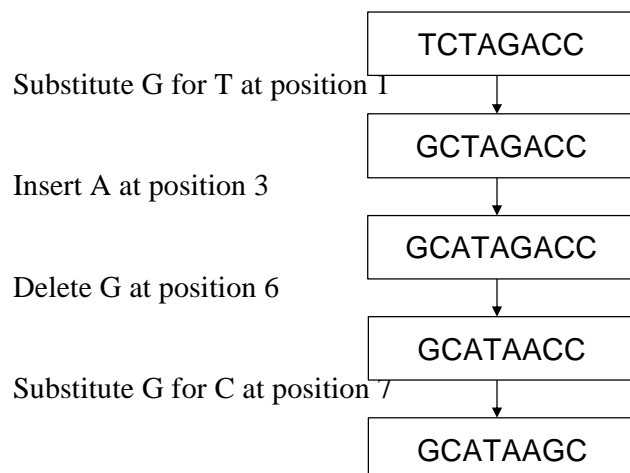 TCTAGACC
Substitute G for T at position 1
GCTAGACC
Insert A at position 3
GCATAGACC
Delete G at position 6
GCATAACC
Substitute G for C at position 7
GCATAAGC